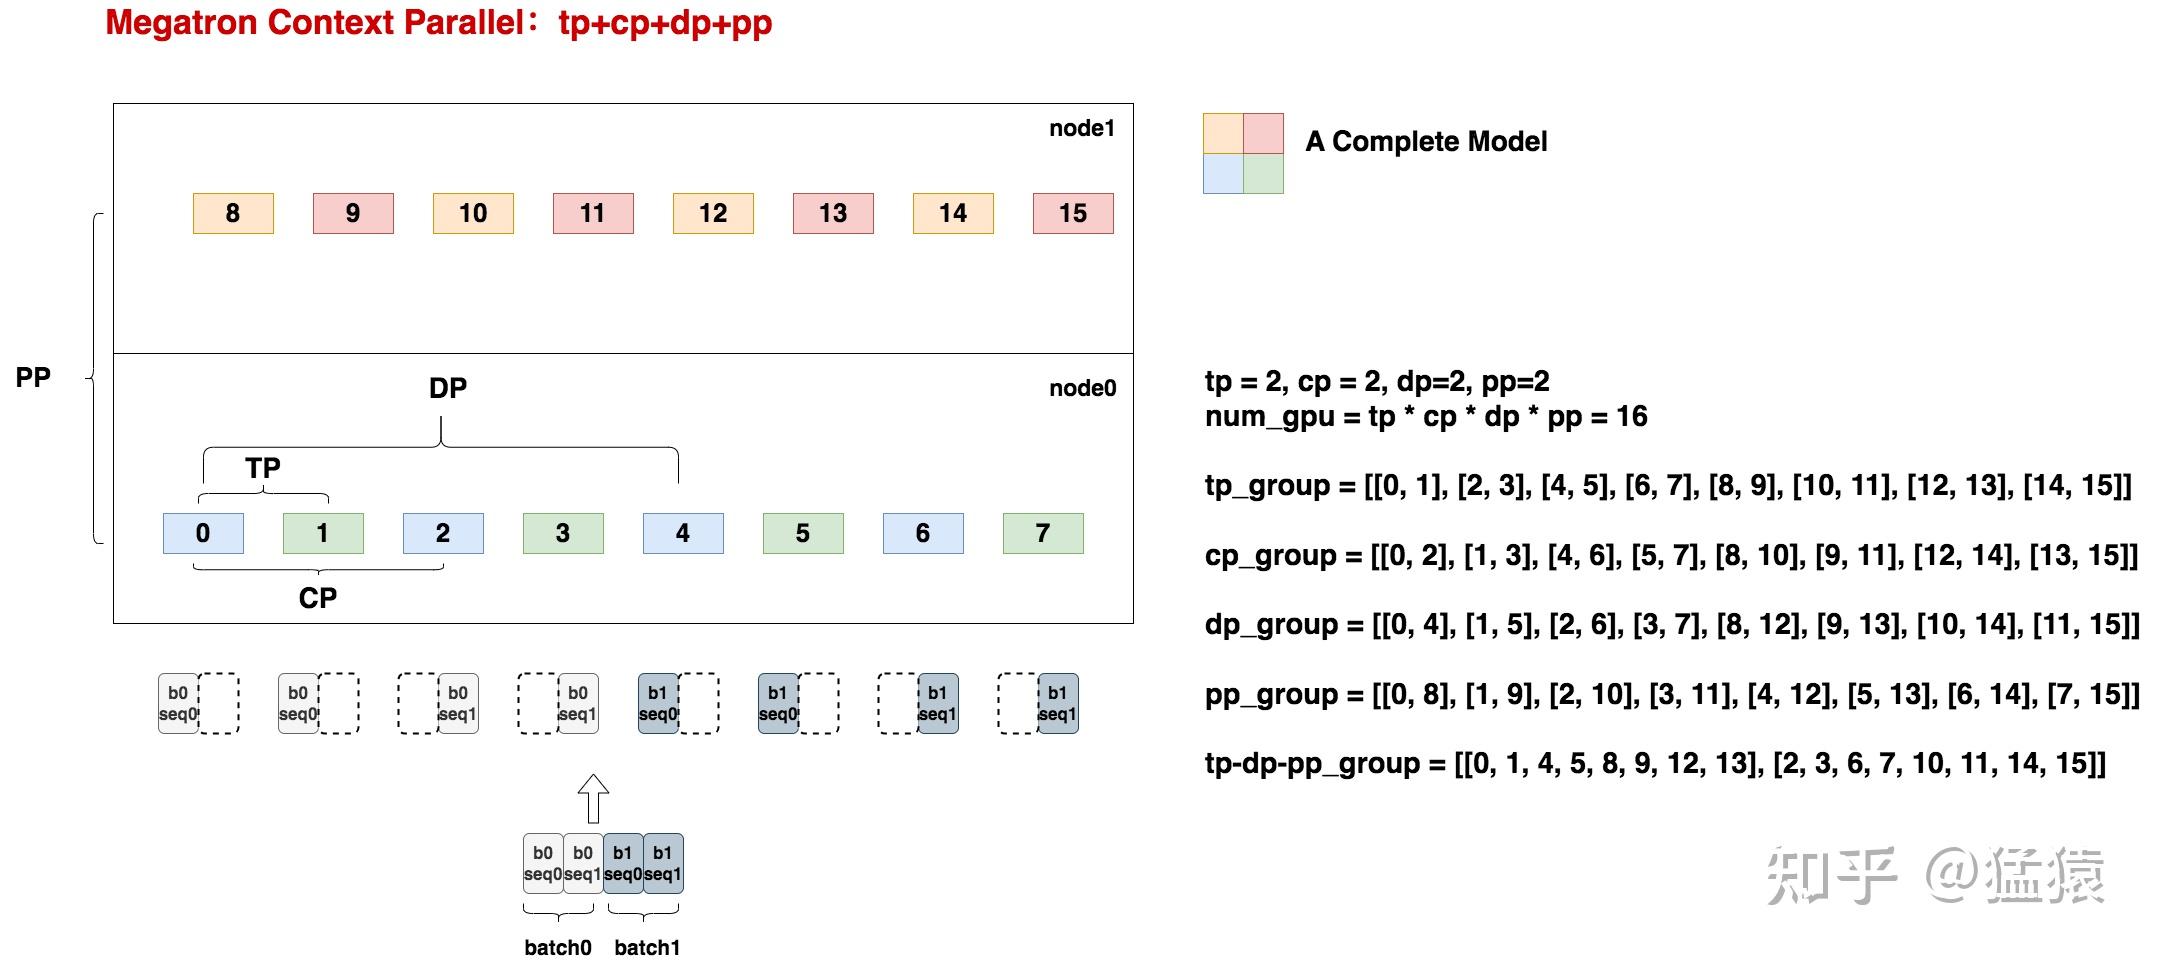 Megatron Context Parallel：tp+cp+dp+pp
node1
A Complete Model
8 9 10 11 12 13 14 15
PP
DP
node0
TP
0 1 2 3 4 5 6 7
CP
tp = 2, cp = 2, dp=2, pp=2
num_gpu = tp * cp * dp * pp = 16
tp_group = [[0, 1], [2, 3], [4, 5], [6, 7], [8, 9], [10, 11], [12, 13], [14, 15]]
cp_group = [[0, 2], [1, 3], [4, 6], [5, 7], [8, 10], [9, 11], [12, 14], [13, 15]]
dp_group = [[0, 4], [1, 5], [2, 6], [3, 7], [8, 12], [9, 13], [10, 14], [11, 15]]
pp_group = [[0, 8], [1, 9], [2, 10], [3, 11], [4, 12], [5, 13], [6, 14], [7, 15]]
tp-dp-pp_group = [[0, 1, 4, 5, 8, 9, 12, 13], [2, 3, 6, 7, 10, 11, 14, 15]]
b0 b0 b0 b0 b1 b1 b1 b1
seq0 seq0 seq1 seq1 seq0 seq0 seq1 seq1
b0 b0 b1 b1
seq0 seq1 seq0 seq1
batch0 batch1
知乎 @猛猿